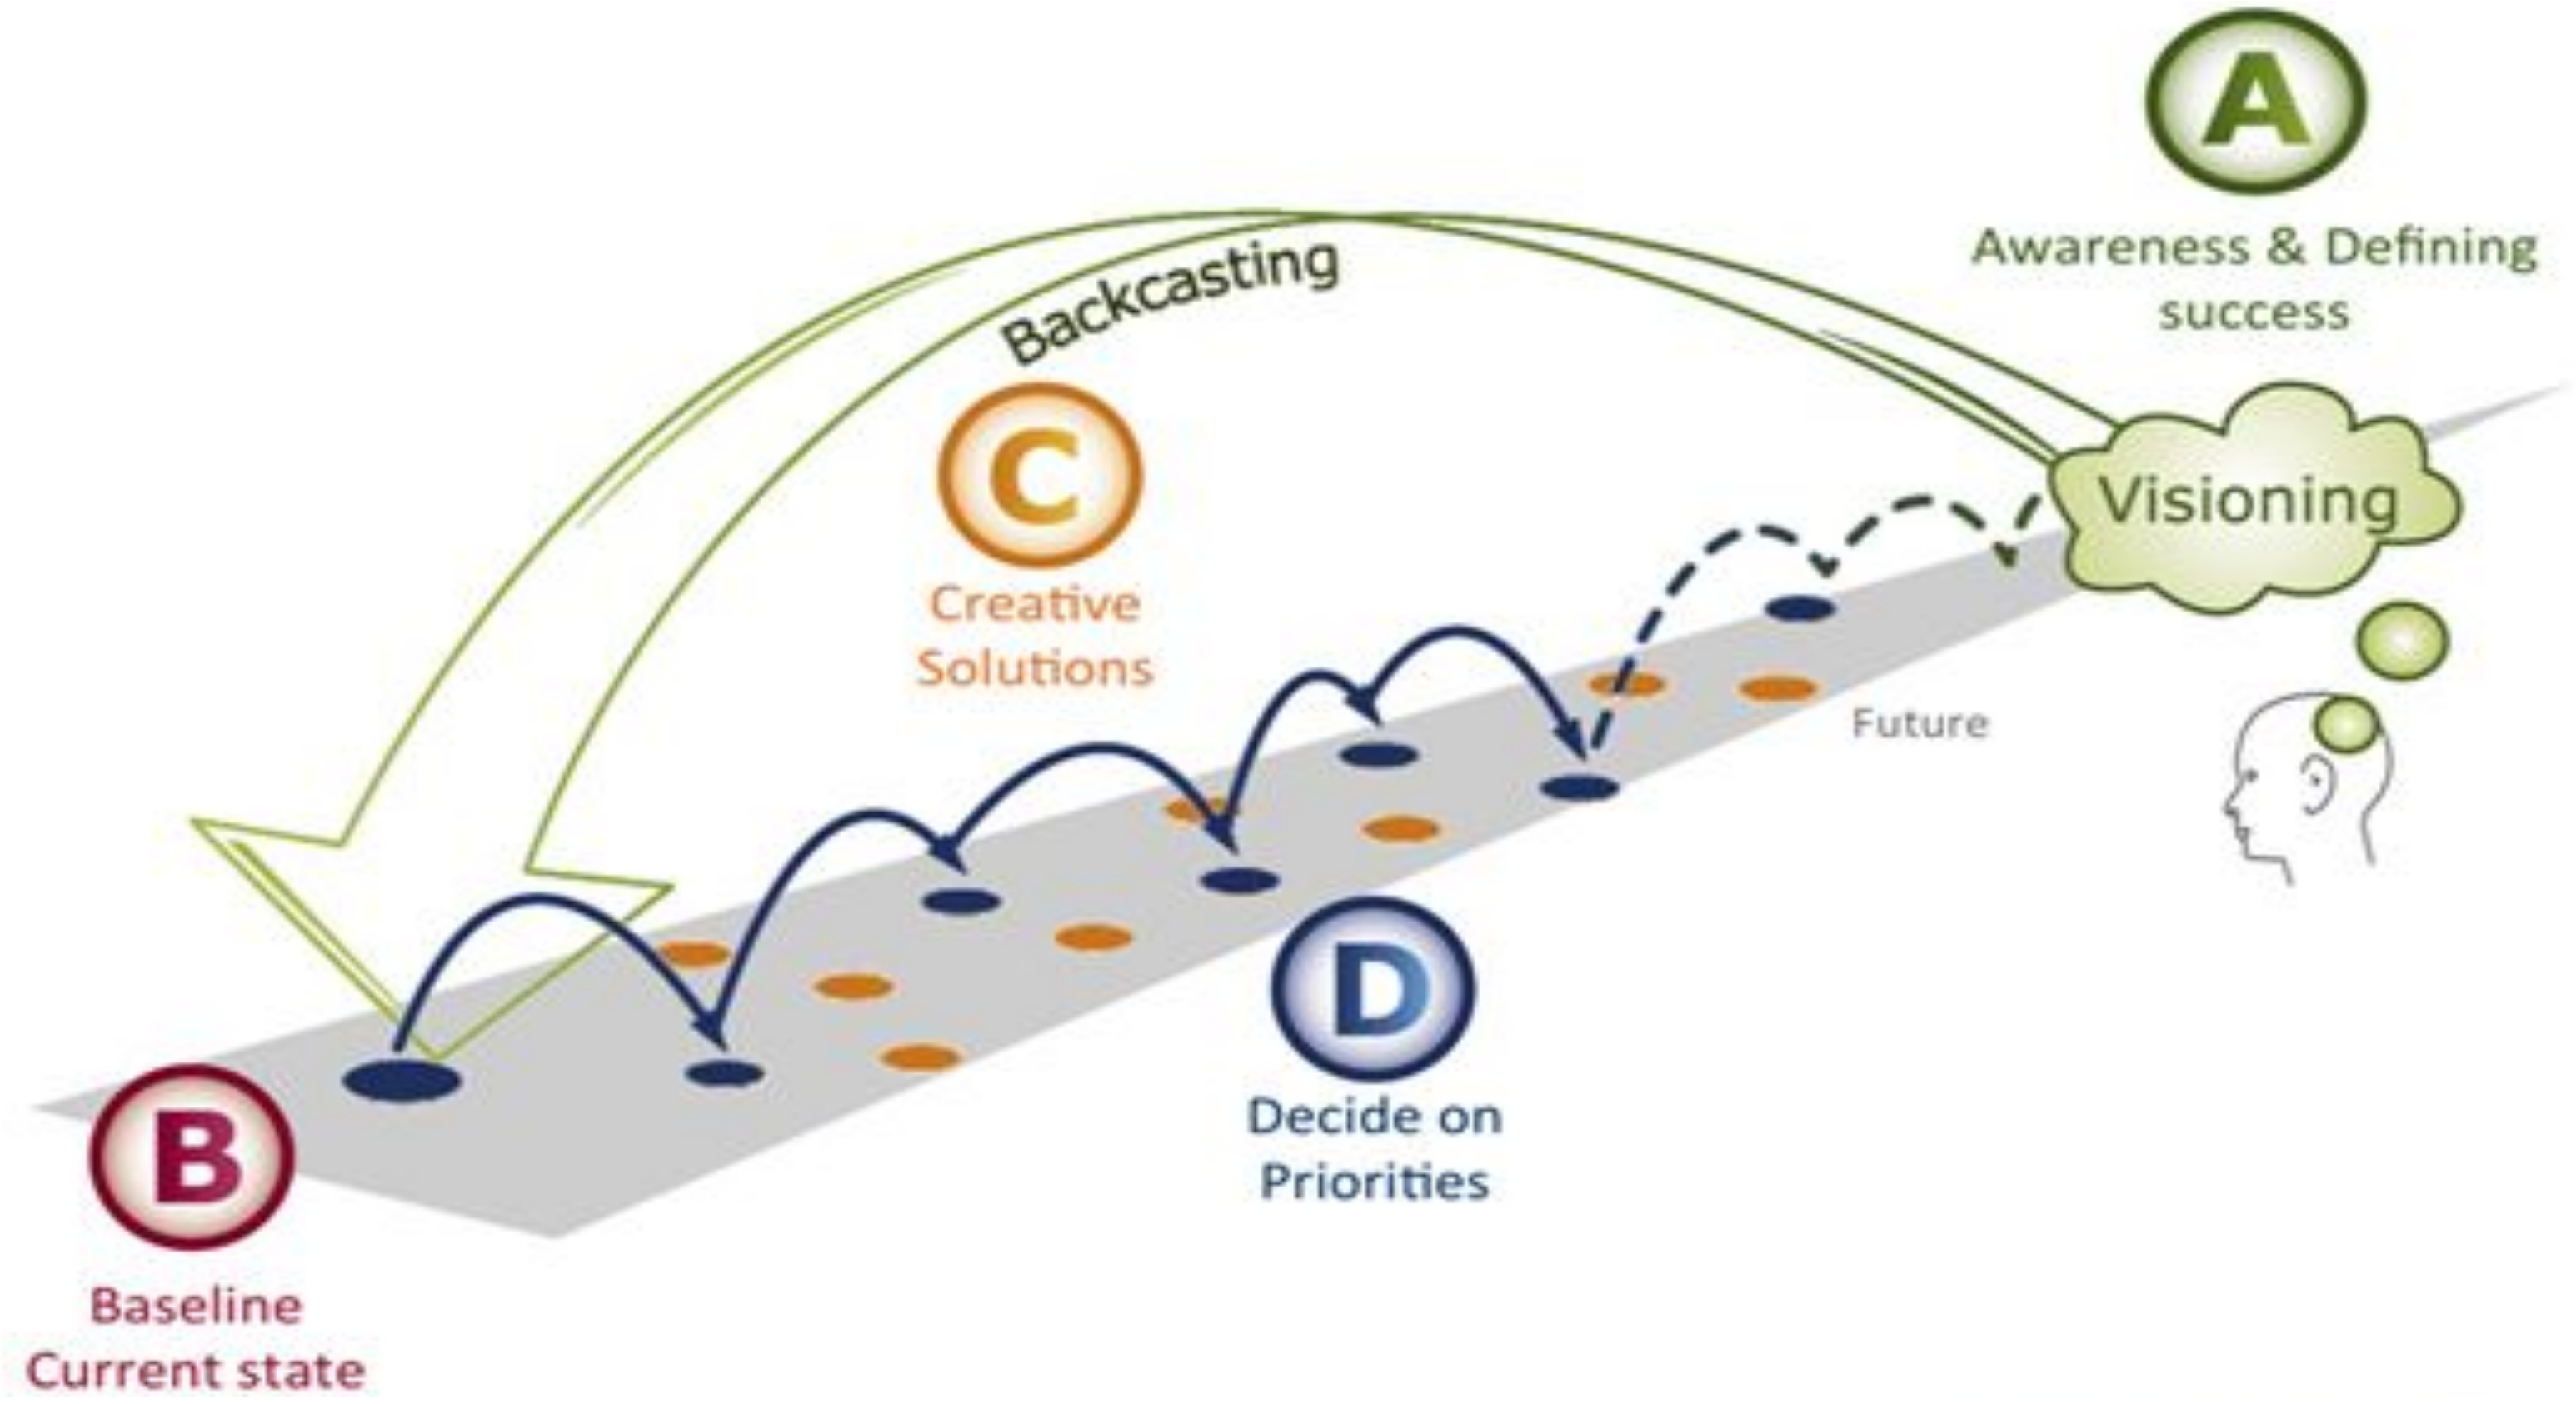 A
Awareness & Defining
success
Backcasting
C
Creative
Solutions
Visioning
Future
D
Decide on
Priorities
B
Baseline
Current state